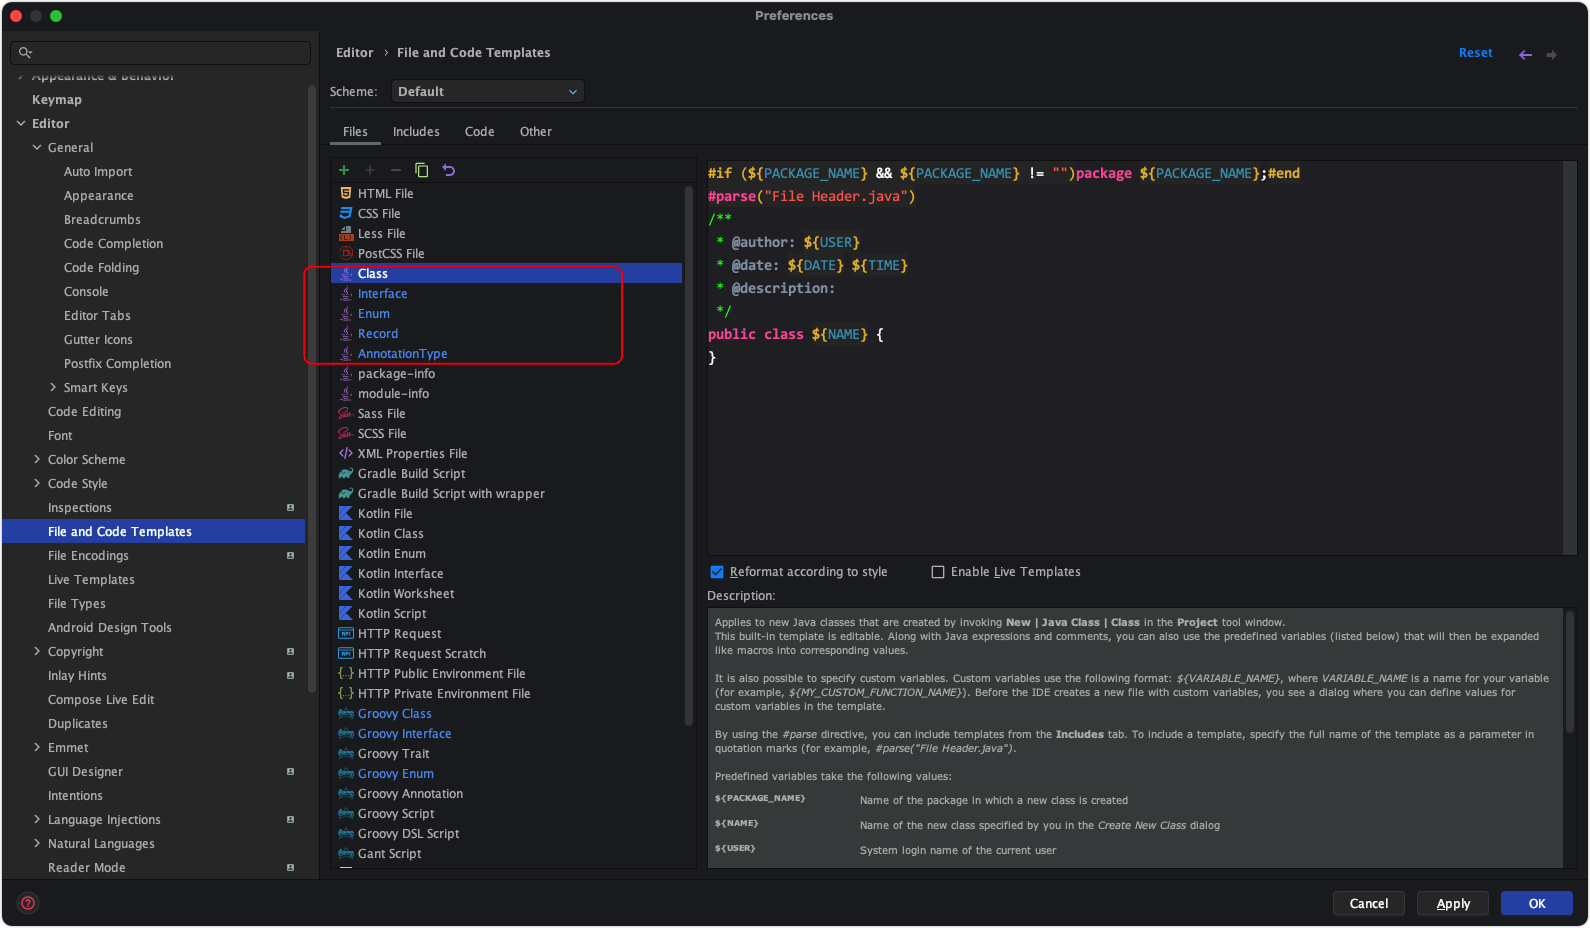 Preferences
Appearance & Behavior
Keymap
Editor
General
Auto Import
Appearance
Breadcrumbs
Code Completion
Code Folding
Console
Editor Tabs
Gutter Icons
Postfix Completion
Smart Keys
Code Editing
Font
Color Scheme
Code Style
Inspections
File and Code Templates
File Encodings
Live Templates
File Types
Android Design Tools
Copyright
Inlay Hints
Compose Live Edit
Duplicates
Emmet
GUI Designer
Intentions
Language Injections
Natural Languages
Reader Mode
Editor › File and Code Templates
Reset
Scheme: Default
Files Includes Code Other
HTML File
CSS File
Less File
PostCSS File
Class
Interface
Enum
Record
AnnotationType
package-info
module-info
Sass File
SCSS File
XML Properties File
Gradle Build Script
Gradle Build Script with wrapper
Kotlin File
Kotlin Class
Kotlin Enum
Kotlin Interface
Kotlin Worksheet
Kotlin Script
HTTP Request
HTTP Request Scratch
HTTP Public Environment File
HTTP Private Environment File
Groovy Class
Groovy Interface
Groovy Trait
Groovy Enum
Groovy Annotation
Groovy Script
Groovy DSL Script
Gant Script
#if (${PACKAGE_NAME} && ${PACKAGE_NAME} != "")package ${PACKAGE_NAME};#end
#parse("File Header.java")
/**
* @author: ${USER}
* @date: ${DATE} ${TIME}
* @description:
*/
public class ${NAME} {
}
Reformat according to style Enable Live Templates
Description:
Applies to new Java classes that are created by invoking New | Java Class | Class in the Project tool window.
This built-in template is editable. Along with Java expressions and comments, you can also use the predefined variables (listed below) that will then be expanded
like macros into corresponding values.
It is also possible to specify custom variables. Custom variables use the following format: ${VARIABLE_NAME}, where VARIABLE_NAME is a name for your variable
(for example, ${MY_CUSTOM_FUNCTION_NAME}). Before the IDE creates a new file with custom variables, you see a dialog where you can define values for
custom variables in the template.
By using the #parse directive, you can include templates from the Includes tab. To include a template, specify the full name of the template as a parameter in
quotation marks (for example, #parse("File Header.java").
Predefined variables take the following values:
${PACKAGE_NAME} Name of the package in which a new class is created
${NAME} Name of the new class specified by you in the Create New Class dialog
${USER} System login name of the current user
Cancel Apply OK